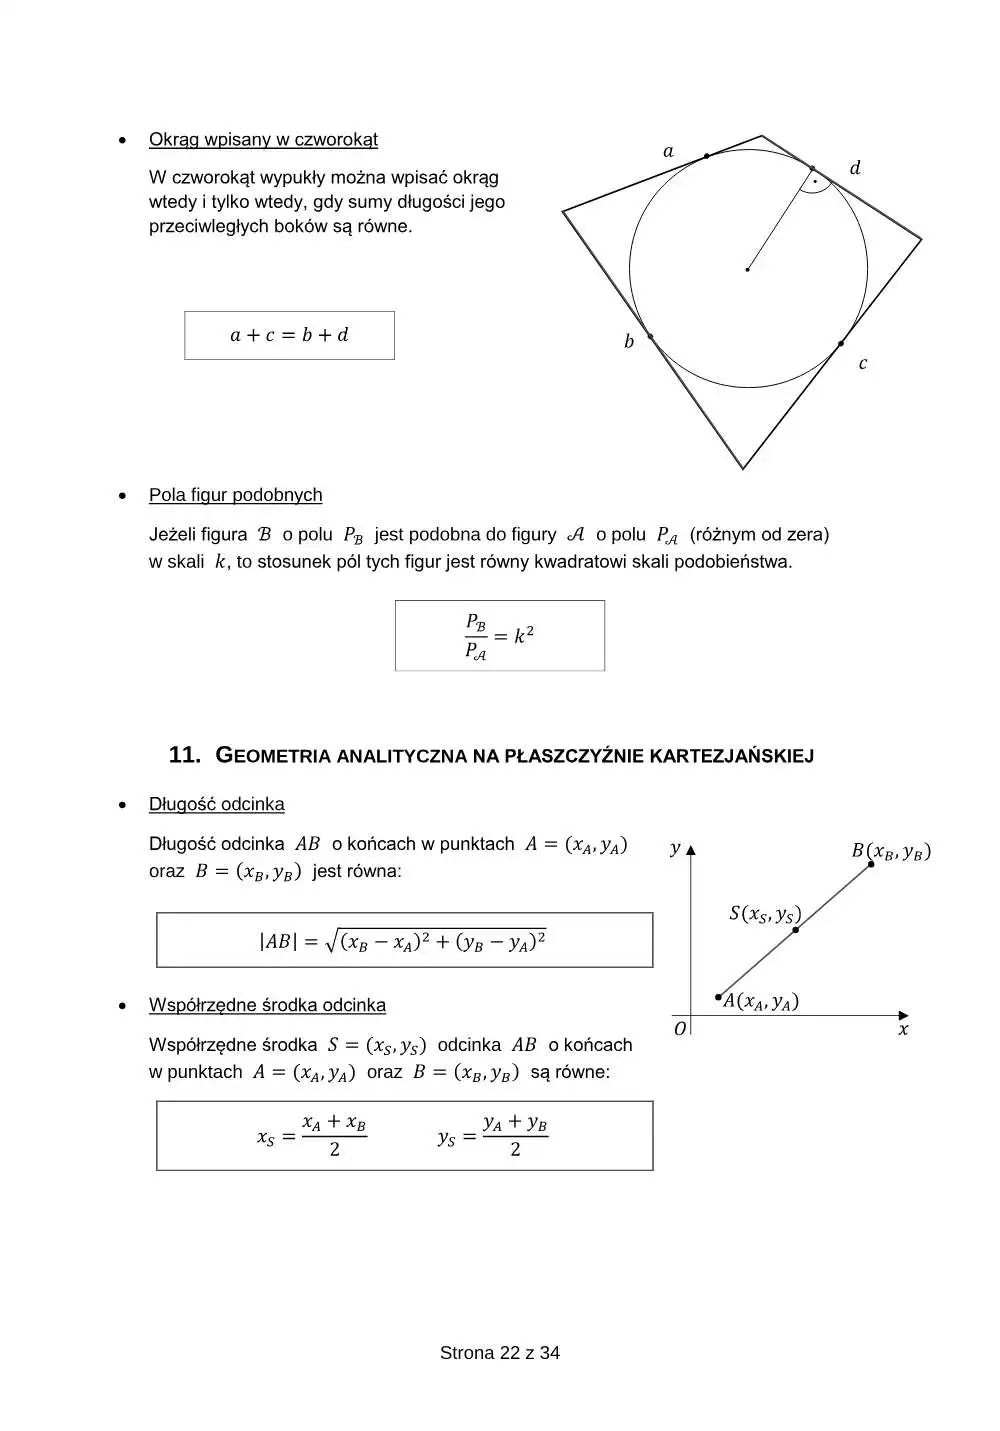 • Okrąg wpisany w czworokąt
W czworokąt wypukły można wpisać okrąg
wtedy i tylko wtedy, gdy sumy długości jego
przeciwległych boków są równe.
a + c = b + d
a
d
b
c
• Pola figur podobnych
Jeżeli figura ℬ o polu P_ℬ jest podobna do figury 𝒜 o polu P_𝒜 (różnym od zera)
w skali k, to stosunek pól tych figur jest równy kwadratowi skali podobieństwa.
P_ℬ / P_𝒜 = k²
11. GEOMETRIA ANALITYCZNA NA PŁASZCZYŹNIE KARTEZJAŃSKIEJ
• Długość odcinka
Długość odcinka AB o końcach w punktach A = (x_A, y_A)
oraz B = (x_B, y_B) jest równa:
|AB| = √((x_B − x_A)² + (y_B − y_A)²)
y
B(x_B, y_B)
S(x_S, y_S)
A(x_A, y_A)
O
x
• Współrzędne środka odcinka
Współrzędne środka S = (x_S, y_S) odcinka AB o końcach
w punktach A = (x_A, y_A) oraz B = (x_B, y_B) są równe:
x_S = (x_A + x_B) / 2 y_S = (y_A + y_B) / 2
Strona 22 z 34